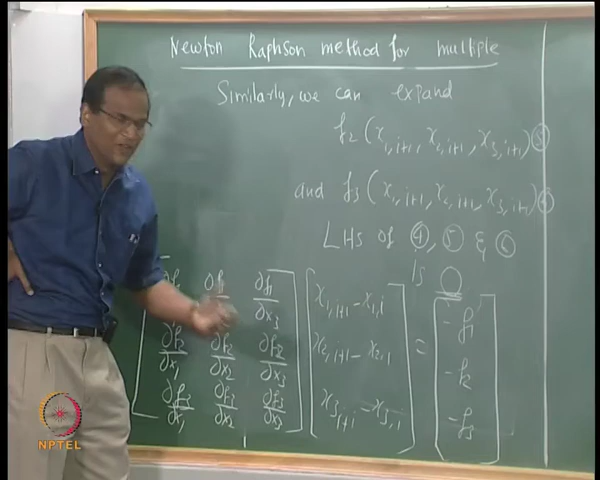 Newton Raphson method for multiple
Similarly, we can expand
f2 (x1,i+1, x2,i+1, x3,i+1) ⑤
and f3 (x1,i+1, x2,i+1, x3,i+1) ⑥
LHS of ④, ⑤ & ⑥
is 0
∂f1 ∂f1/∂x3 x1,i+1 - x1,i -f1
∂f2/∂x1 ∂f2/∂x2 ∂f2/∂x3 x2,i+1 - x2,i = -f2
∂f3/∂x1 ∂f3/∂x2 ∂f3/∂x3 x3,i+1 - x3,i -f3
NPTEL